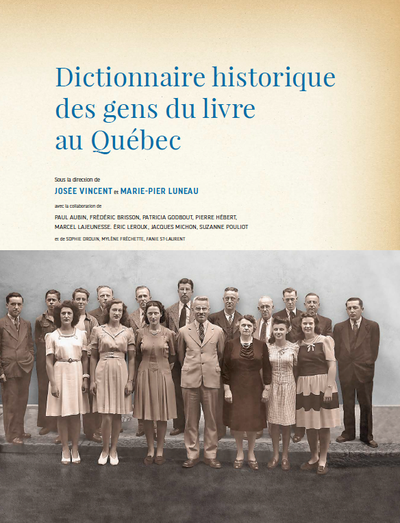 Dictionnaire historique
des gens du livre
au Québec
Sous la direction de
JOSÉE VINCENT et MARIE-PIER LUNEAU
avec la collaboration de
PAUL AUBIN, FRÉDÉRIC BRISSON, PATRICIA GODBOUT, PIERRE HÉBERT,
MARCEL LAJEUNESSE, ÉRIC LEROUX, JACQUES MICHON, SUZANNE POULIOT
et de SOPHIE DROUIN, MYLÈNE FRÉCHETTE, FANIE ST-LAURENT